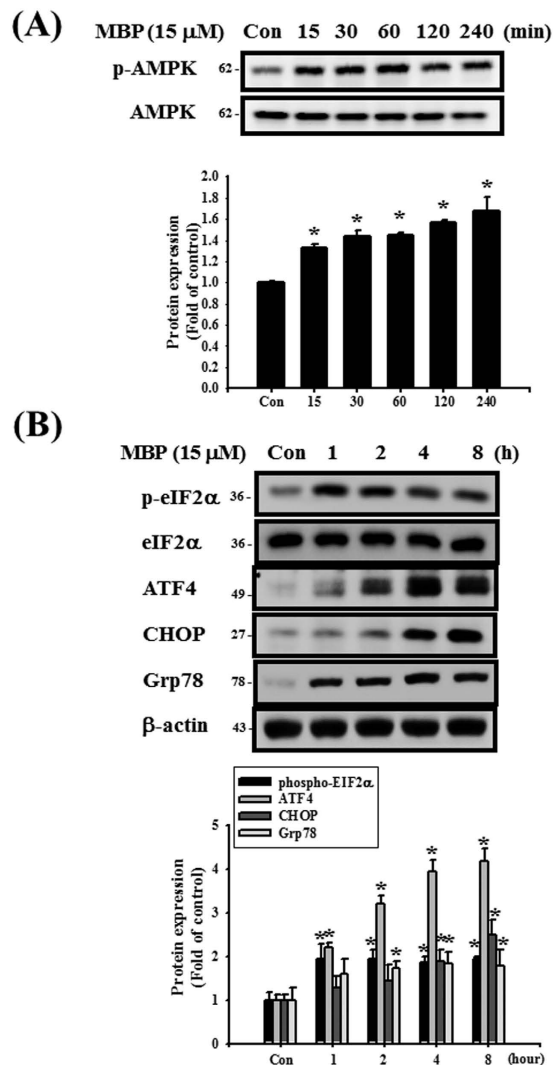 (A)
MBP (15 μM) Con 15 30 60 120 240 (min)
p-AMPK 62 -
AMPK 62 -
Protein expression
(Fold of control)
2.0
1.8
1.6
1.4
1.2
1.0
0.8
0.6
0.4
0.2
0.0
* * * * *
Con 15 30 60 120 240
(B)
MBP (15 μM) Con 1 2 4 8 (h)
p-eIF2α 36 -
eIF2α 36 -
ATF4 49 -
CHOP 27 -
Grp78 78 -
β-actin 43 -
phospho-EIF2α
ATF4
CHOP
Grp78
Protein expression
(Fold of control)
5
4
3
2
1
0
* * * * * * * * * * * * *
Con 1 2 4 8 (hour)